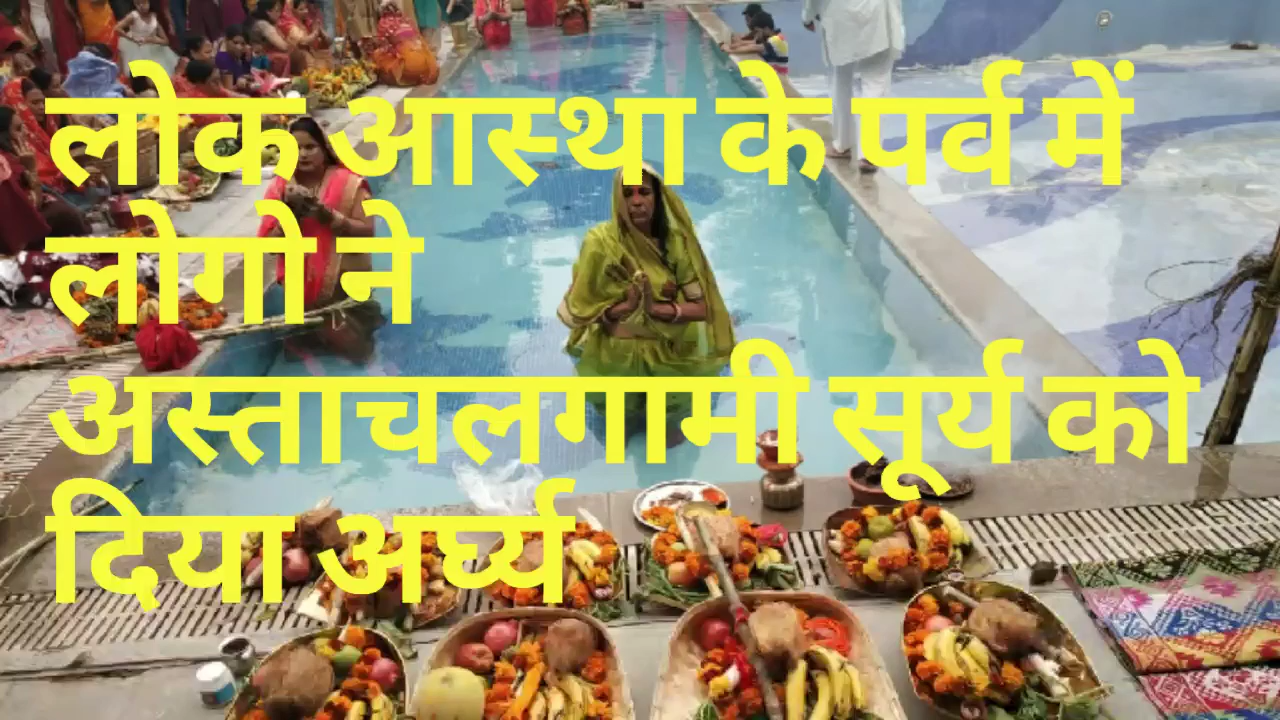 लोक आस्था के पर्व में
लोगो ने
अस्ताचलगामी सूर्य को
दिया अर्घ्य